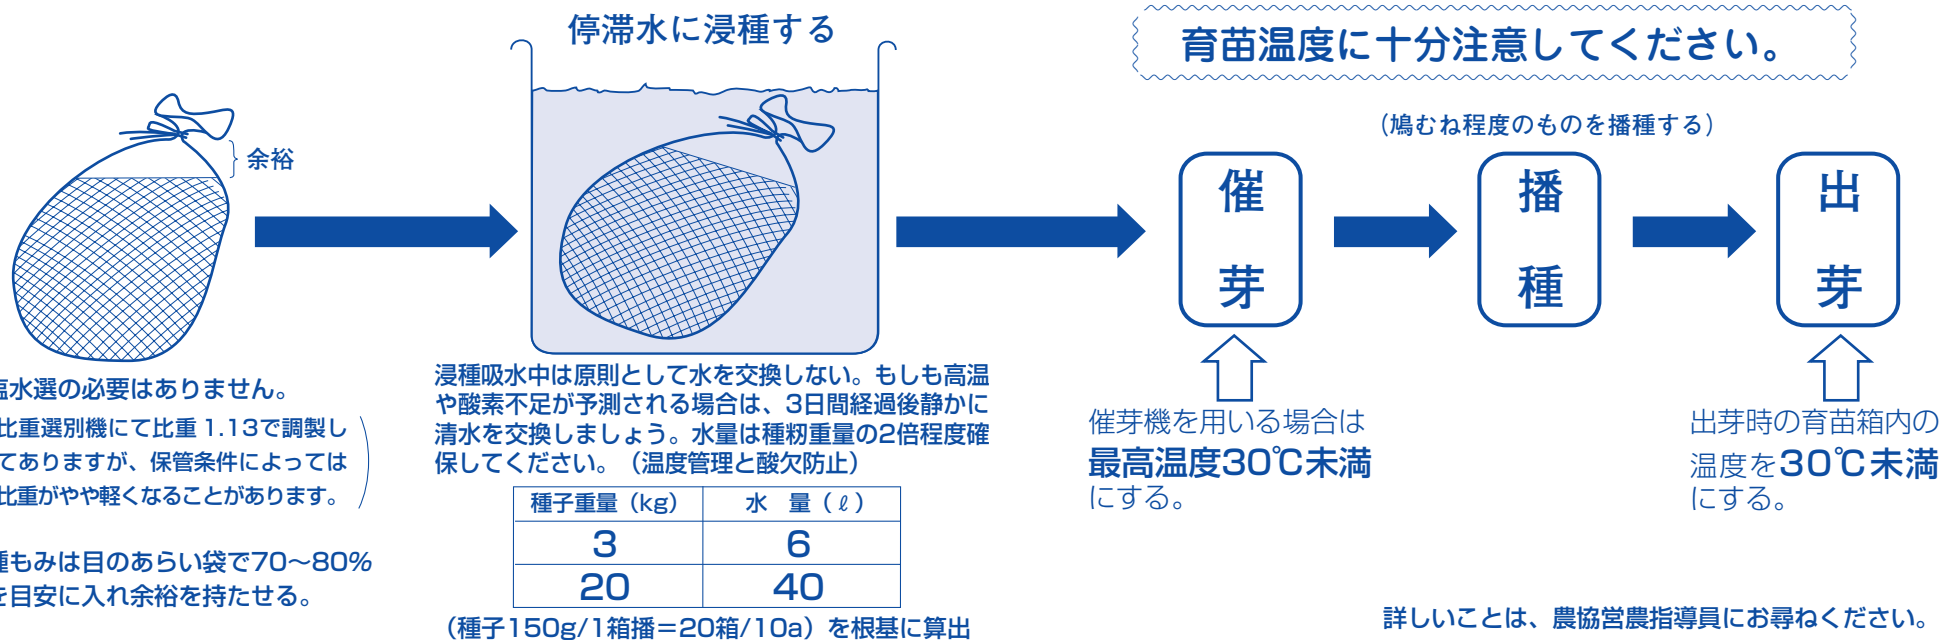 停滞水に浸種する
育苗温度に十分注意してください。
(鳩むね程度のものを播種する)
余裕
催芽
播種
出芽
塩水選の必要はありません。
比重選別機にて比重 1.13で調製し
てありますが、保管条件によっては
比重がやや軽くなることがあります。
種もみは目のあらい袋で70〜80%
を目安に入れ余裕を持たせる。
浸種吸水中は原則として水を交換しない。もしも高温
や酸素不足が予測される場合は、3日間経過後静かに
清水を交換しましょう。水量は種籾重量の2倍程度確
保してください。(温度管理と酸欠防止)
種子重量(kg) 水 量(ℓ)
3 6
20 40
(種子150g/1箱播=20箱/10a)を根基に算出
催芽機を用いる場合は
最高温度30℃未満
にする。
出芽時の育苗箱内の
温度を30℃未満
にする。
詳しいことは、農協営農指導員にお尋ねください。